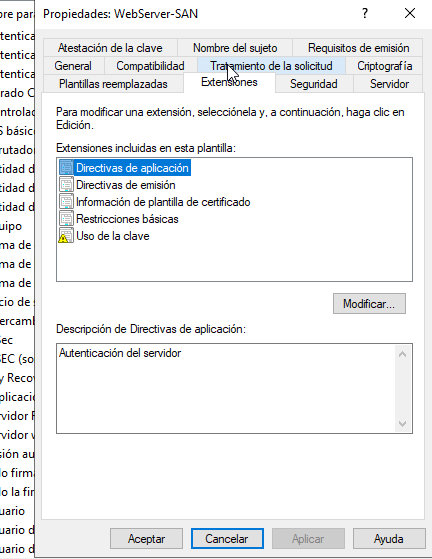 Propiedades: WebServer-SAN
?
Atestación de la clave
Nombre del sujeto
Requisitos de emisión
General
Compatibilidad
Tratamiento de la solicitud
Criptografía
Plantillas reemplazadas
Extensiones
Seguridad
Servidor
Para modificar una extensión, selecciónela y, a continuación, haga clic en
Edición.
Extensiones incluidas en esta plantilla:
Directivas de aplicación
Directivas de emisión
Información de plantilla de certificado
Restricciones básicas
Uso de la clave
Modificar...
Descripción de Directivas de aplicación:
Autenticación del servidor
Aceptar
Cancelar
Aplicar
Ayuda